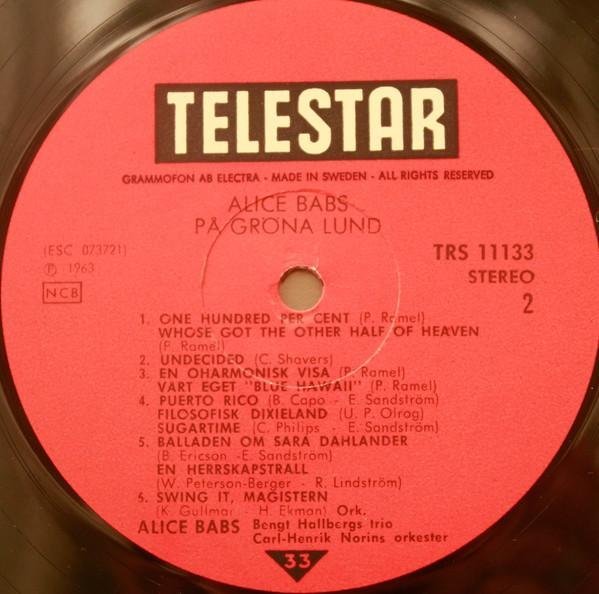 TELESTAR
GRAMMOFON AB ELECTRA - MADE IN SWEDEN - ALL RIGHTS RESERVED
ALICE BABS
PÅ GRÖNA LUND
(ESC 073721)
Ⓟ 1963
NCB
TRS 11133
STEREO
2
1. ONE HUNDRED PER CENT (P. Ramel)
WHOSE GOT THE OTHER HALF OF HEAVEN
(P. Ramel)
2. UNDECIDED (C. Shavers)
3. EN OHARMONISK VISA (P. Ramel)
VART EGET "BLUE HAWAII" (P. Ramel)
4. PUERTO RICO (B. Capo - E. Sandström)
FILOSOFISK DIXIELAND (U. P. Olrog)
SUGARTIME (C. Philips - E. Sandström)
5. BALLADEN OM SARA DAHLANDER
(B. Ericson -E. Sandström)
EN HERRSKAPSTRALL
(W. Peterson-Berger - R. Lindström)
5. SWING IT, MAGISTERN
(K. Gullmar - H. Ekman) Ork.
ALICE BABS Bengt Hallbergs trio
Carl-Henrik Norins orkester
33